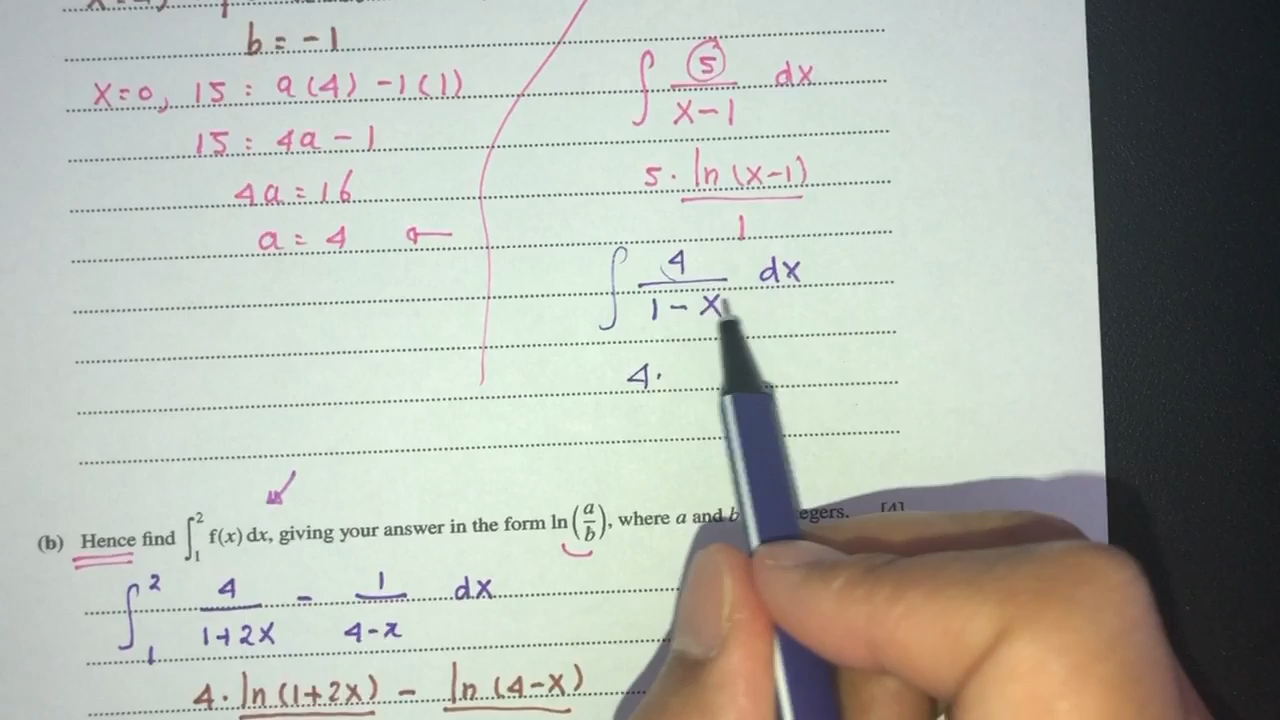 b = -1
x=0, 15 = a(4) - 1(1)
15 = 4a - 1
4a = 16
a = 4 ←
∫ 5/(x-1) dx
5 · ln(x-1)/1
∫ 4/(1-x) dx
4 ·
(b) Hence find ∫₁² f(x) dx, giving your answer in the form ln(a/b), where a and b egers. [4]
∫₁² 4/(1+2x) - 1/(4-x) dx
4 · ln(1+2x) - ln(4-x)